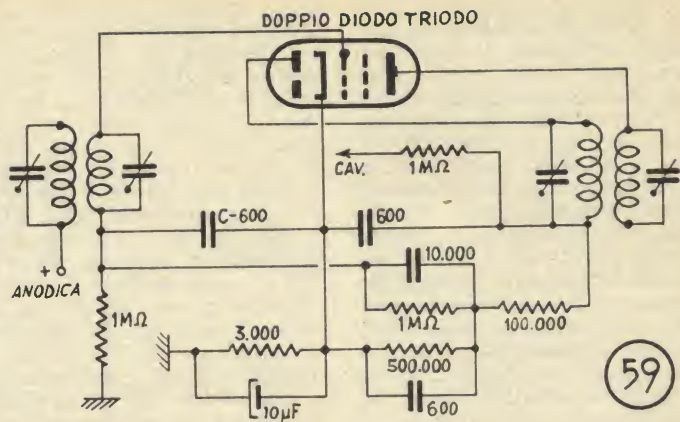 DOPPIO DIODO TRIODO
CAV.
1MΩ
C-600
600
+
ANODICA
10.000
1MΩ
1MΩ
100.000
3.000
500.000
10µF
600
59